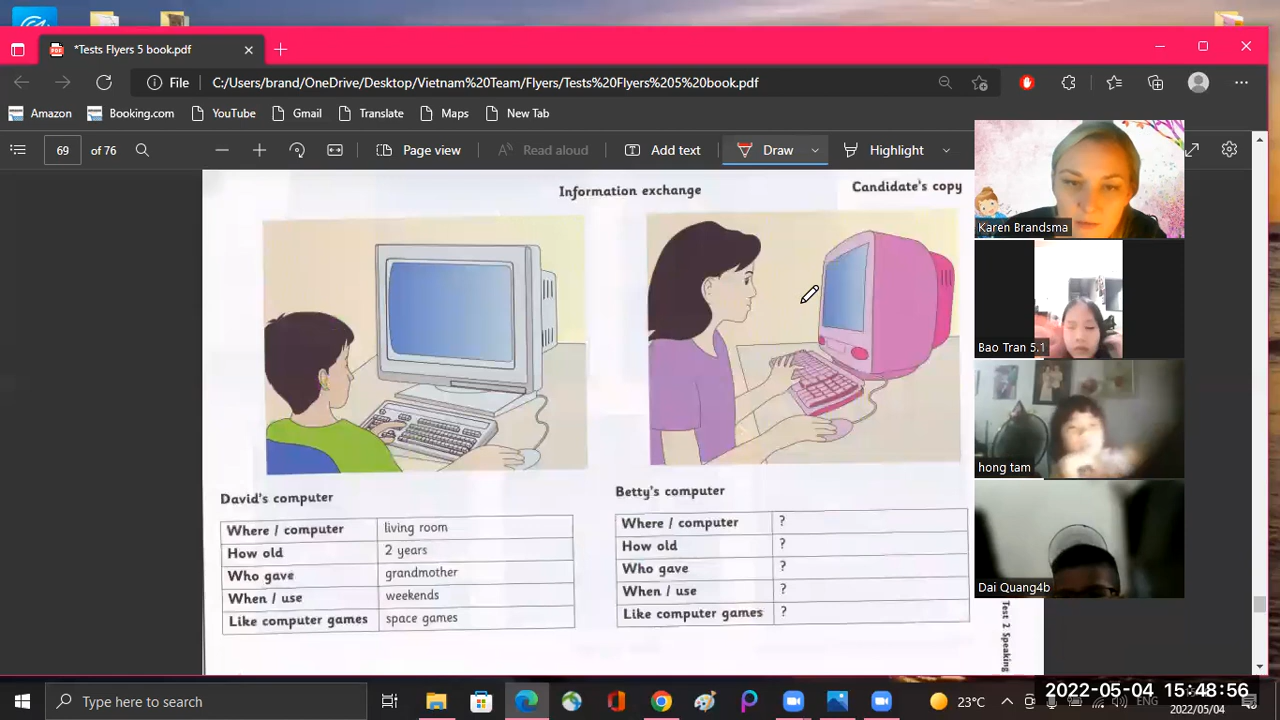 *Tests Flyers 5 book.pdf
File C:/Users/brand/OneDrive/Desktop/Vietnam%20Team/Flyers/Tests%20Flyers%205%20book.pdf
Amazon Booking.com YouTube Gmail Translate Maps New Tab
69 of 76 Page view Read aloud Add text Draw Highlight
Information exchange
Candidate's copy
Karen Brandsma
Bao Tran 5.1
hong tam
Dai Quang4b
David's computer
Where / computer living room
How old 2 years
Who gave grandmother
When / use weekends
Like computer games space games
Betty's computer
Where / computer ?
How old ?
Who gave ?
When / use ?
Like computer games ?
Test 2 Speaking
Type here to search
23°C
ENG
2022-05-04 15:48:56
2022/05/04